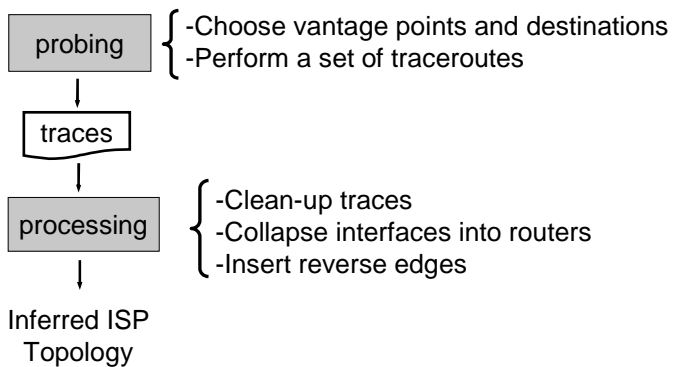 probing
-Choose vantage points and destinations
-Perform a set of traceroutes
traces
processing
-Clean-up traces
-Collapse interfaces into routers
-Insert reverse edges
Inferred ISP
Topology